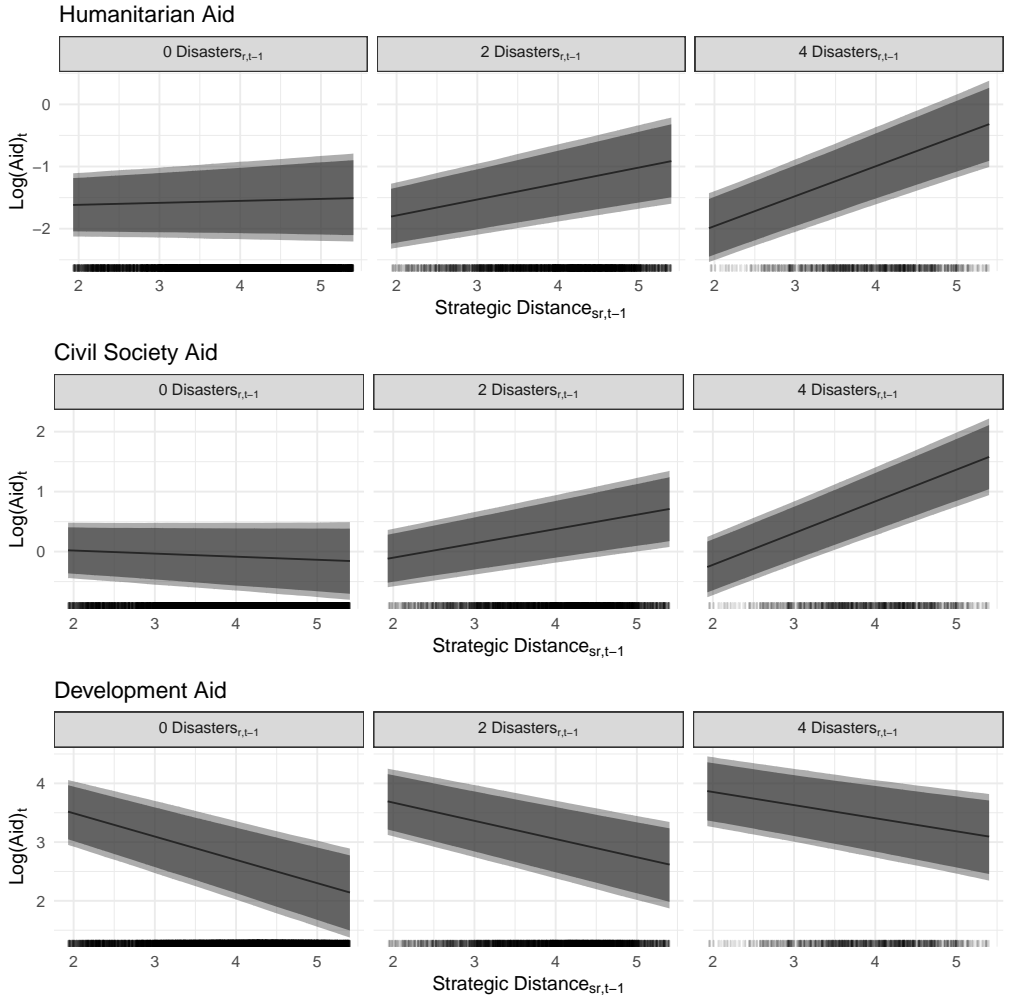 Humanitarian Aid
0 Disasters r,t−1 2 Disasters r,t−1 4 Disasters r,t−1
0
−1
−2
Log(Aid)t
2 3 4 5 2 3 4 5 2 3 4 5
Strategic Distance sr,t−1
Civil Society Aid
0 Disasters r,t−1 2 Disasters r,t−1 4 Disasters r,t−1
2
1
0
Log(Aid)t
2 3 4 5 2 3 4 5 2 3 4 5
Strategic Distance sr,t−1
Development Aid
0 Disasters r,t−1 2 Disasters r,t−1 4 Disasters r,t−1
4
3
2
Log(Aid)t
2 3 4 5 2 3 4 5 2 3 4 5
Strategic Distance sr,t−1